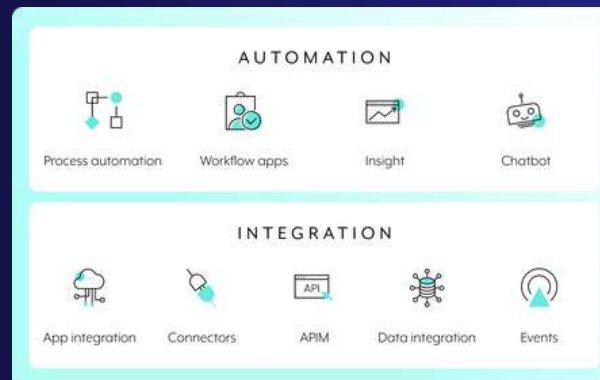 AUTOMATION
Process automation Workflow apps Insight Chatbot
INTEGRATION
API
App integration Connectors APIM Data integration Events